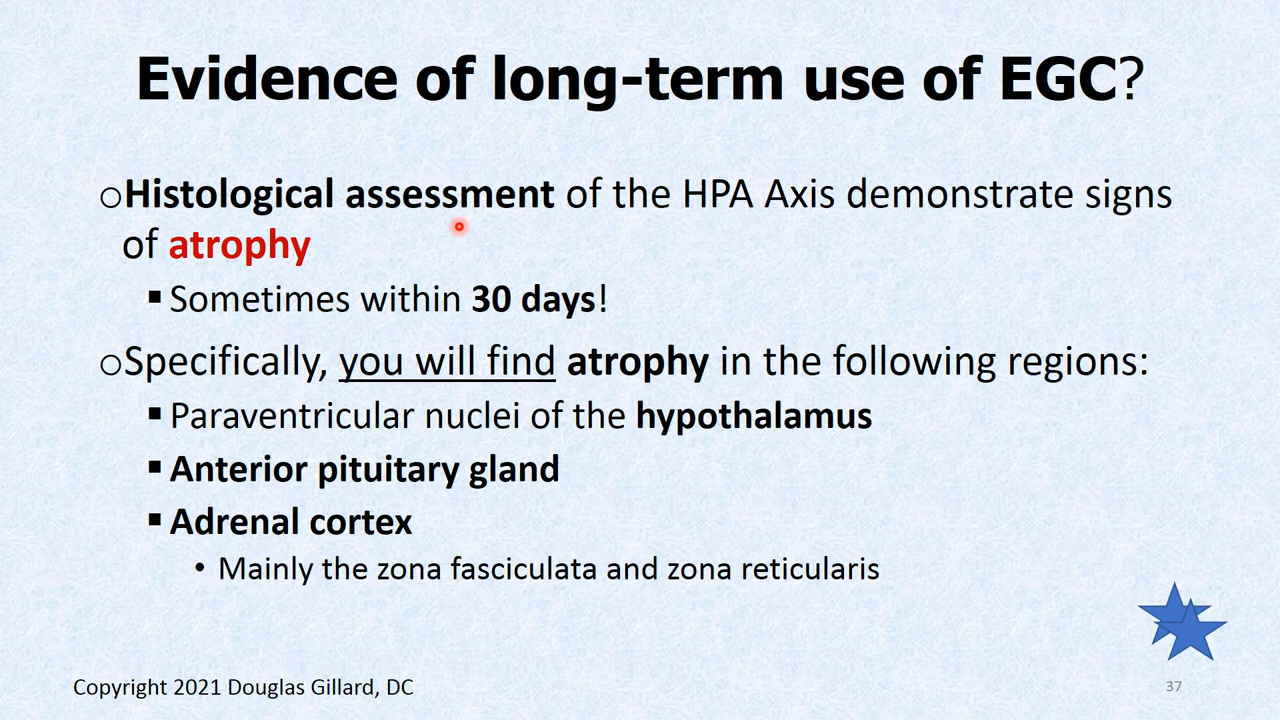 Evidence of long-term use of EGC?
oHistological assessment of the HPA Axis demonstrate signs
of atrophy
▪ Sometimes within 30 days!
oSpecifically, you will find atrophy in the following regions:
▪ Paraventricular nuclei of the hypothalamus
▪ Anterior pituitary gland
▪ Adrenal cortex
• Mainly the zona fasciculata and zona reticularis
Copyright 2021 Douglas Gillard, DC
37